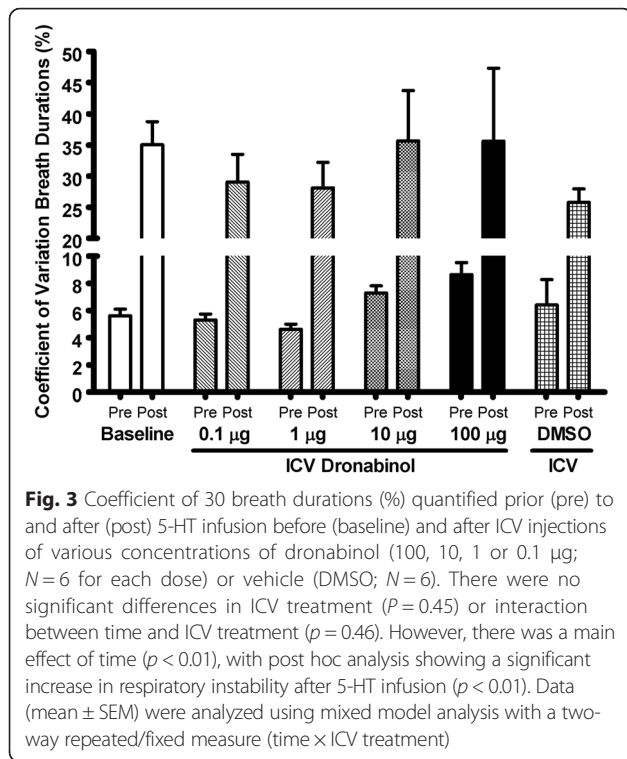 Coefficient of Variation Breath Durations (%)
50
45
40
35
30
25
20
10
8
6
4
2
0
Pre Post Pre Post Pre Post Pre Post Pre Post Pre Post
Baseline 0.1 μg 1 μg 10 μg 100 μg DMSO
ICV Dronabinol ICV
Fig. 3 Coefficient of 30 breath durations (%) quantified prior (pre) to
and after (post) 5-HT infusion before (baseline) and after ICV injections
of various concentrations of dronabinol (100, 10, 1 or 0.1 μg;
N = 6 for each dose) or vehicle (DMSO; N = 6). There were no
significant differences in ICV treatment (P = 0.45) or interaction
between time and ICV treatment (p = 0.46). However, there was a main
effect of time (p < 0.01), with post hoc analysis showing a significant
increase in respiratory instability after 5-HT infusion (p < 0.01). Data
(mean ± SEM) were analyzed using mixed model analysis with a two-
way repeated/fixed measure (time × ICV treatment)